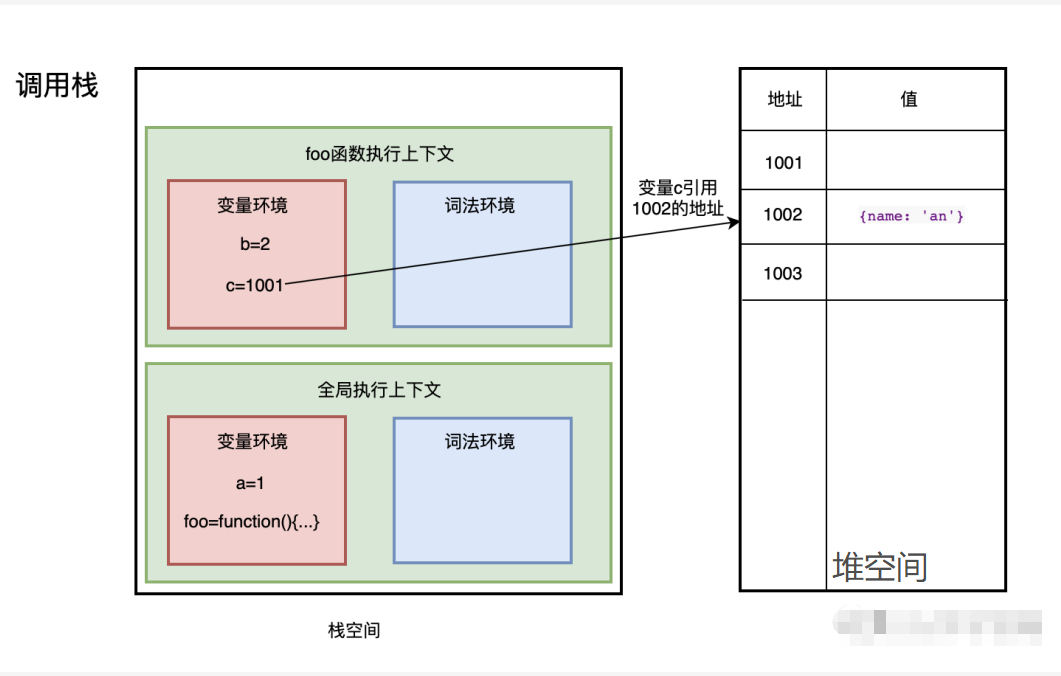 调用栈
foo函数执行上下文
变量环境
b=2
c=1001
词法环境
变量c引用
1002的地址
全局执行上下文
变量环境
a=1
foo=function(){...}
词法环境
栈空间
地址 值
1001
1002 {name: 'an'}
1003
堆空间